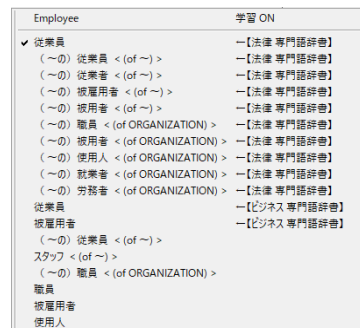 Employee 学習 ON
✔ 従業員 ←【法律 専門語辞書】
（～の）従業員 < (of ～) > ←【法律 専門語辞書】
（～の）従業者 < (of ～) > ←【法律 専門語辞書】
（～の）被雇用者 < (of ～) > ←【法律 専門語辞書】
（～の）被用者 < (of ～) > ←【法律 専門語辞書】
（～の）職員 < (of ORGANIZATION) > ←【法律 専門語辞書】
（～の）被用者 < (of ORGANIZATION) > ←【法律 専門語辞書】
（～の）使用人 < (of ORGANIZATION) > ←【法律 専門語辞書】
（～の）就業者 < (of ORGANIZATION) > ←【法律 専門語辞書】
（～の）労務者 < (of ORGANIZATION) > ←【法律 専門語辞書】
従業員 ←【ビジネス 専門語辞書】
被雇用者 ←【ビジネス 専門語辞書】
（～の）従業員 < (of ～) >
スタッフ < (of ～) >
（～の）職員 < (of ORGANIZATION) >
職員
被雇用者
使用人